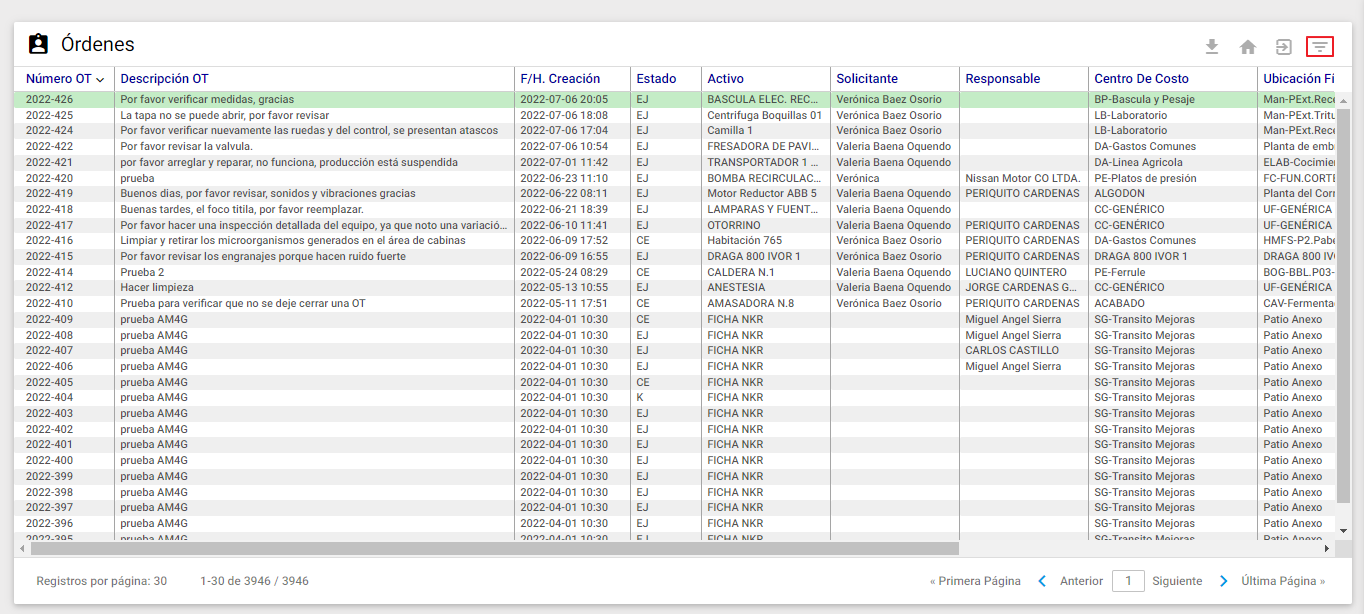 Órdenes
Número OT Descripción OT F/H. Creación Estado Activo Solicitante Responsable Centro De Costo Ubicación Fí
2022-426 Por favor verificar medidas, gracias 2022-07-06 20:05 EJ BASCULA ELEC. REC... Verónica Baez Osorio BP-Bascula y Pesaje Man-PExt.Rece
2022-425 La tapa no se puede abrir, por favor revisar 2022-07-06 18:08 EJ Centrifuga Boquillas 01 Verónica Baez Osorio LB-Laboratorio Man-PExt.Tritu
2022-424 Por favor verificar nuevamente las ruedas y del control, se presentan atascos 2022-07-06 17:04 EJ Camilla 1 Verónica Baez Osorio LB-Laboratorio Man-PExt.Rece
2022-422 Por favor revisar la valvula. 2022-07-06 10:54 EJ FRESADORA DE PAVI... Valeria Baena Oquendo DA-Gastos Comunes Planta de emb
2022-421 por favor arreglar y reparar, no funciona, producción está suspendida 2022-07-01 11:42 EJ TRANSPORTADOR 1 ... Valeria Baena Oquendo DA-Linea Agricola ELAB-Cocimie
2022-420 prueba 2022-06-23 11:10 EJ BOMBA RECIRCULAC... Verónica Nissan Motor CO LTDA. PE-Platos de presión FC-FUN.CORTE
2022-419 Buenos dias, por favor revisar, sonidos y vibraciones gracias 2022-06-22 08:11 EJ Motor Reductor ABB 5 Valeria Baena Oquendo PERIQUITO CARDENAS ALGODON Planta del Corr
2022-418 Buenas tardes, el foco titila, por favor reemplazar. 2022-06-21 18:39 EJ LAMPARAS Y FUENT... Valeria Baena Oquendo CC-GENÉRICO UF-GENÉRICA
2022-417 Por favor hacer una inspección detallada del equipo, ya que noto una variació... 2022-06-10 11:41 EJ OTORRINO Valeria Baena Oquendo PERIQUITO CARDENAS CC-GENÉRICO UF-GENÉRICA
2022-416 Limpiar y retirar los microorganismos generados en el área de cabinas 2022-06-09 17:52 CE Habitación 765 Verónica Baez Osorio PERIQUITO CARDENAS DA-Gastos Comunes HMFS-P2.Pabe
2022-415 Por favor revisar los engranajes porque hacen ruido fuerte 2022-06-09 16:55 EJ DRAGA 800 IVOR 1 Verónica Baez Osorio PERIQUITO CARDENAS DRAGA 800 IVOR 1 DRAGA 800 IV
2022-414 Prueba 2 2022-05-24 08:29 CE CALDERA N.1 Valeria Baena Oquendo LUCIANO QUINTERO PE-Ferrule BOG-BBL.P03-
2022-412 Hacer limpieza 2022-05-13 10:55 EJ ANESTESIA Valeria Baena Oquendo JORGE CARDENAS G... CC-GENÉRICO UF-GENÉRICA
2022-410 Prueba para verificar que no se deje cerrar una OT 2022-05-11 17:51 CE AMASADORA N.8 Verónica Baez Osorio PERIQUITO CARDENAS ACABADO CAV-Fermenta
2022-409 prueba AM4G 2022-04-01 10:30 CE FICHA NKR Miguel Angel Sierra SG-Transito Mejoras Patio Anexo
2022-408 prueba AM4G 2022-04-01 10:30 EJ FICHA NKR Miguel Angel Sierra SG-Transito Mejoras Patio Anexo
2022-407 prueba AM4G 2022-04-01 10:30 EJ FICHA NKR CARLOS CASTILLO SG-Transito Mejoras Patio Anexo
2022-406 prueba AM4G 2022-04-01 10:30 EJ FICHA NKR Miguel Angel Sierra SG-Transito Mejoras Patio Anexo
2022-405 prueba AM4G 2022-04-01 10:30 CE FICHA NKR SG-Transito Mejoras Patio Anexo
2022-404 prueba AM4G 2022-04-01 10:30 K FICHA NKR SG-Transito Mejoras Patio Anexo
2022-403 prueba AM4G 2022-04-01 10:30 EJ FICHA NKR SG-Transito Mejoras Patio Anexo
2022-402 prueba AM4G 2022-04-01 10:30 EJ FICHA NKR SG-Transito Mejoras Patio Anexo
2022-401 prueba AM4G 2022-04-01 10:30 EJ FICHA NKR SG-Transito Mejoras Patio Anexo
2022-400 prueba AM4G 2022-04-01 10:30 EJ FICHA NKR SG-Transito Mejoras Patio Anexo
2022-399 prueba AM4G 2022-04-01 10:30 EJ FICHA NKR SG-Transito Mejoras Patio Anexo
2022-398 prueba AM4G 2022-04-01 10:30 EJ FICHA NKR SG-Transito Mejoras Patio Anexo
2022-397 prueba AM4G 2022-04-01 10:30 EJ FICHA NKR SG-Transito Mejoras Patio Anexo
2022-396 prueba AM4G 2022-04-01 10:30 EJ FICHA NKR SG-Transito Mejoras Patio Anexo
2022-395 prueba AM4G 2022-04-01 10:30 EJ FICHA NKR SG-Transito Mejoras Patio Anexo
Registros por página: 30 1-30 de 3946 / 3946 « Primera Página Anterior 1 Siguiente Última Página »